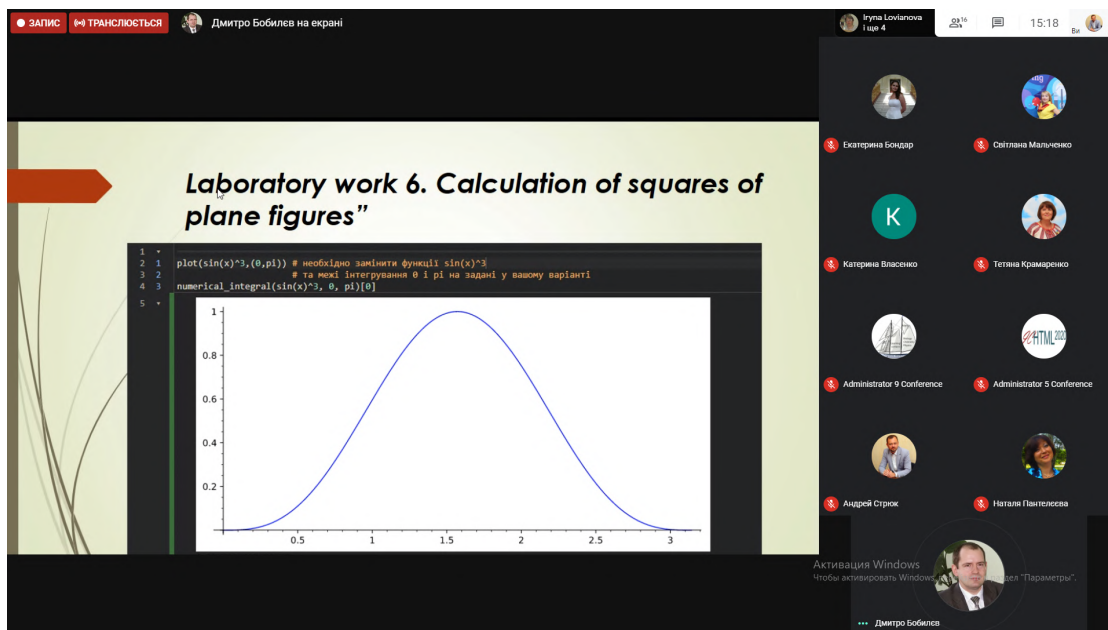 ЗАПИС
ТРАНСЛЮЄТЬСЯ
Дмитро Бобилєв на екрані
Iryna Lovianova
і ще 4
16
15:18
Ви
Laboratory work 6. Calculation of squares of
plane figures”
1
2 1 plot(sin(x)^3,(0,pi)) # необхідно замінити функції sin(x)^3
3 2 # та межі інтегрування 0 і pi на задані у вашому варіанті
4 3 numerical_integral(sin(x)^3, 0, pi)[0]
5
1
0.8
0.6
0.4
0.2
0.5 1 1.5 2 2.5 3
Екатерина Бондар
Світлана Мальченко
K
Катерина Власенко
Тетяна Крамаренко
HTML 2020
Administrator 9 Conference
Administrator 5 Conference
Андрей Стрюк
Наталя Пантелєєва
Активация Windows
Чтобы активировать Windows, раздел "Параметры".
Дмитро Бобилєв